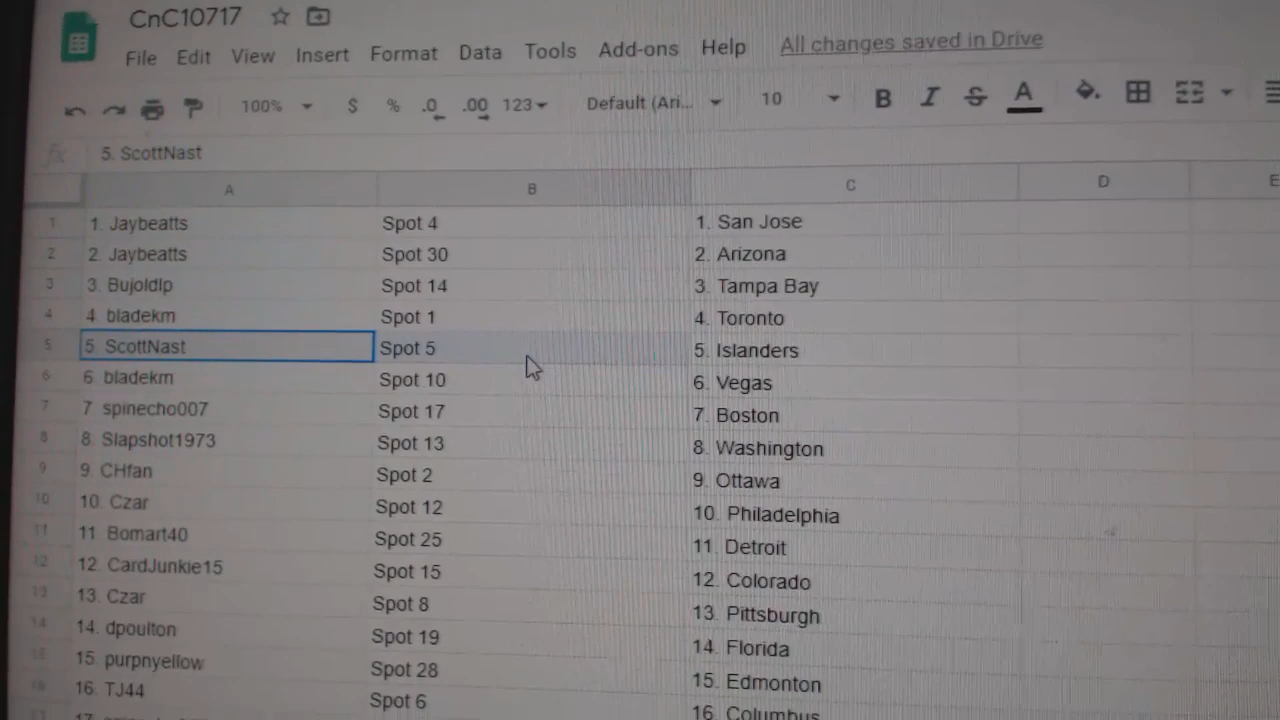 CnC10717
File Edit View Insert Format Data Tools Add-ons Help All changes saved in Drive
100% $ % .0 .00 123 Default (Ari... 10 B I S A
fx 5. ScottNast
A B C D E
1 1. Jaybeatts Spot 4 1. San Jose
2 2. Jaybeatts Spot 30 2. Arizona
3 3. Bujoldlp Spot 14 3. Tampa Bay
4 4. bladekm Spot 1 4. Toronto
5 5. ScottNast Spot 5 5. Islanders
6 6. bladekm Spot 10 6. Vegas
7 7. spinecho007 Spot 17 7. Boston
8 8. Slapshot1973 Spot 13 8. Washington
9 9. CHfan Spot 2 9. Ottawa
10 10. Czar Spot 12 10. Philadelphia
11 11. Bomart40 Spot 25 11. Detroit
12 12. CardJunkie15 Spot 15 12. Colorado
13 13. Czar Spot 8 13. Pittsburgh
14 14. dpoulton Spot 19 14. Florida
15 15. purpnyellow Spot 28 15. Edmonton
16 16. TJ44 Spot 6 16. Columbus
17 17.